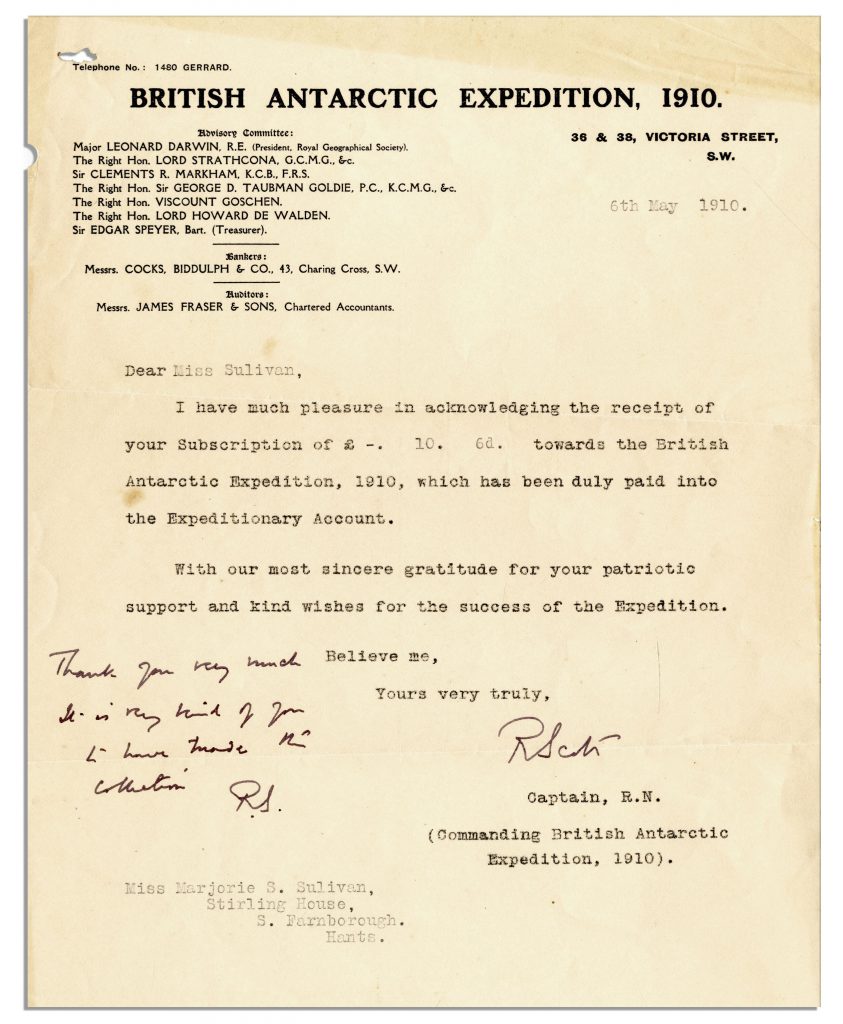 Telephone No.: 1480 GERRARD.
BRITISH ANTARCTIC EXPEDITION, 1910.
Advisory Committee:
Major LEONARD DARWIN, R.E. (President, Royal Geographical Society).
The Right Hon. LORD STRATHCONA, G.C.M.G., &c.
Sir CLEMENTS R. MARKHAM, K.C.B., F.R.S.
The Right Hon. Sir GEORGE D. TAUBMAN GOLDIE, P.C., K.C.M.G., &c.
The Right Hon. VISCOUNT GOSCHEN.
The Right Hon. LORD HOWARD DE WALDEN.
Sir EDGAR SPEYER, Bart. (Treasurer).
Bankers:
Messrs. COCKS, BIDDULPH & CO., 43, Charing Cross, S.W.
Auditors:
Messrs. JAMES FRASER & SONS, Chartered Accountants.
36 & 38, VICTORIA STREET,
S.W.
6th May 1910.
Dear Miss Sulivan,
I have much pleasure in acknowledging the receipt of
your Subscription of £ -. 10. 6d. towards the British
Antarctic Expedition, 1910, which has been duly paid into
the Expeditionary Account.
With our most sincere gratitude for your patriotic
support and kind wishes for the success of the Expedition.
Believe me,
Yours very truly,
RScott
Captain, R.N.
(Commanding British Antarctic
Expedition, 1910).
Thank you very much
It is very kind of you
to have made this
collection
R.S.
Miss Marjorie S. Sulivan,
Stirling House,
S. Farnborough.
Hants.